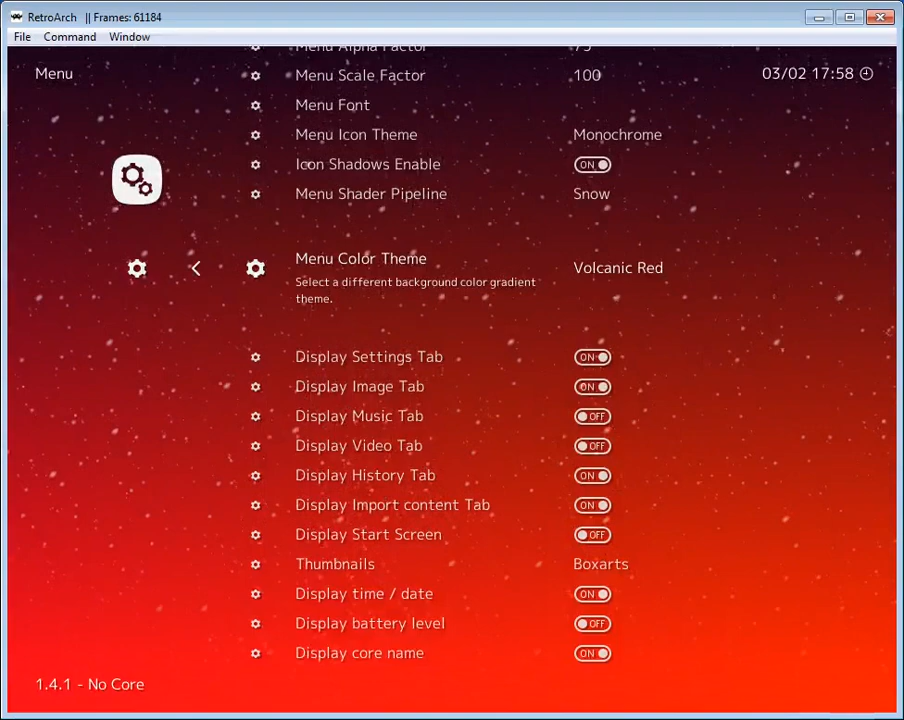 RetroArch || Frames: 61184
File Command Window
Menu Alpha Factor 75
Menu 03/02 17:58
Menu Scale Factor 100
Menu Font
Menu Icon Theme Monochrome
Icon Shadows Enable ON
Menu Shader Pipeline Snow
Menu Color Theme Volcanic Red
Select a different background color gradient
theme.
Display Settings Tab ON
Display Image Tab ON
Display Music Tab OFF
Display Video Tab OFF
Display History Tab ON
Display Import content Tab ON
Display Start Screen OFF
Thumbnails Boxarts
Display time / date ON
Display battery level OFF
Display core name ON
1.4.1 - No Core